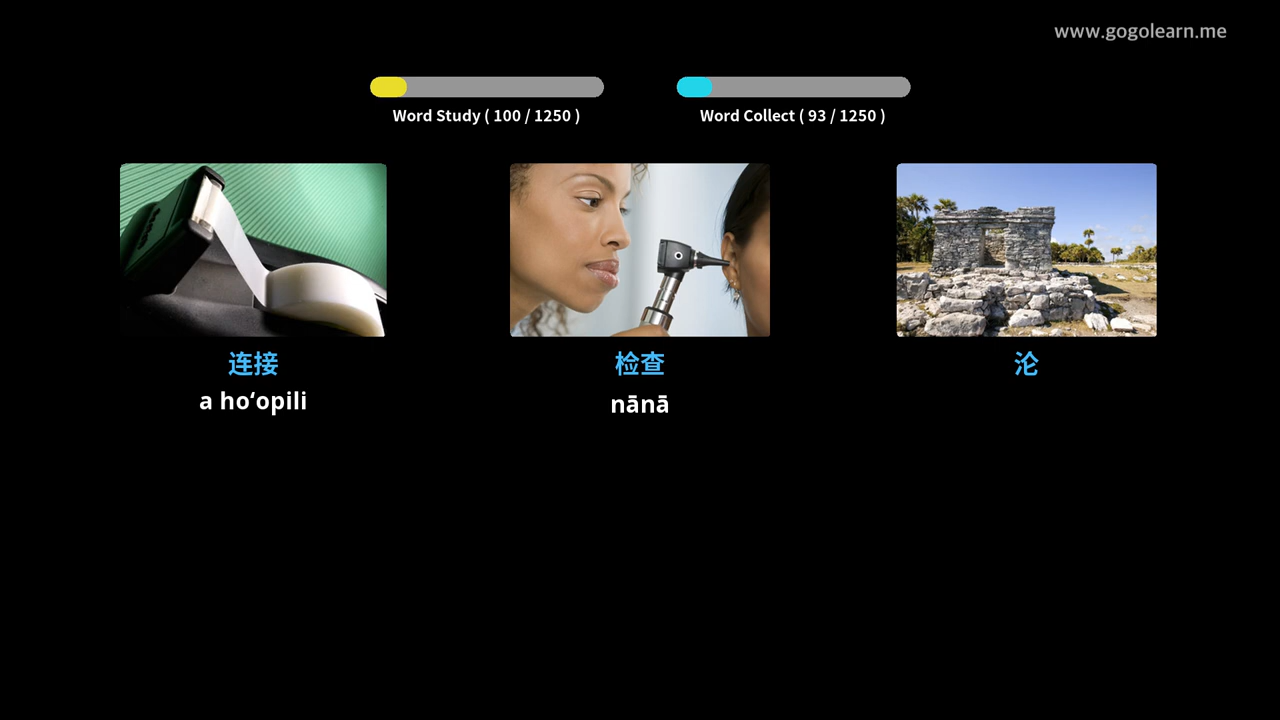 www.gogolearn.me
Word Study ( 100 / 1250 )
Word Collect ( 93 / 1250 )
连接
检查
沦
a hoʻopili
nānā